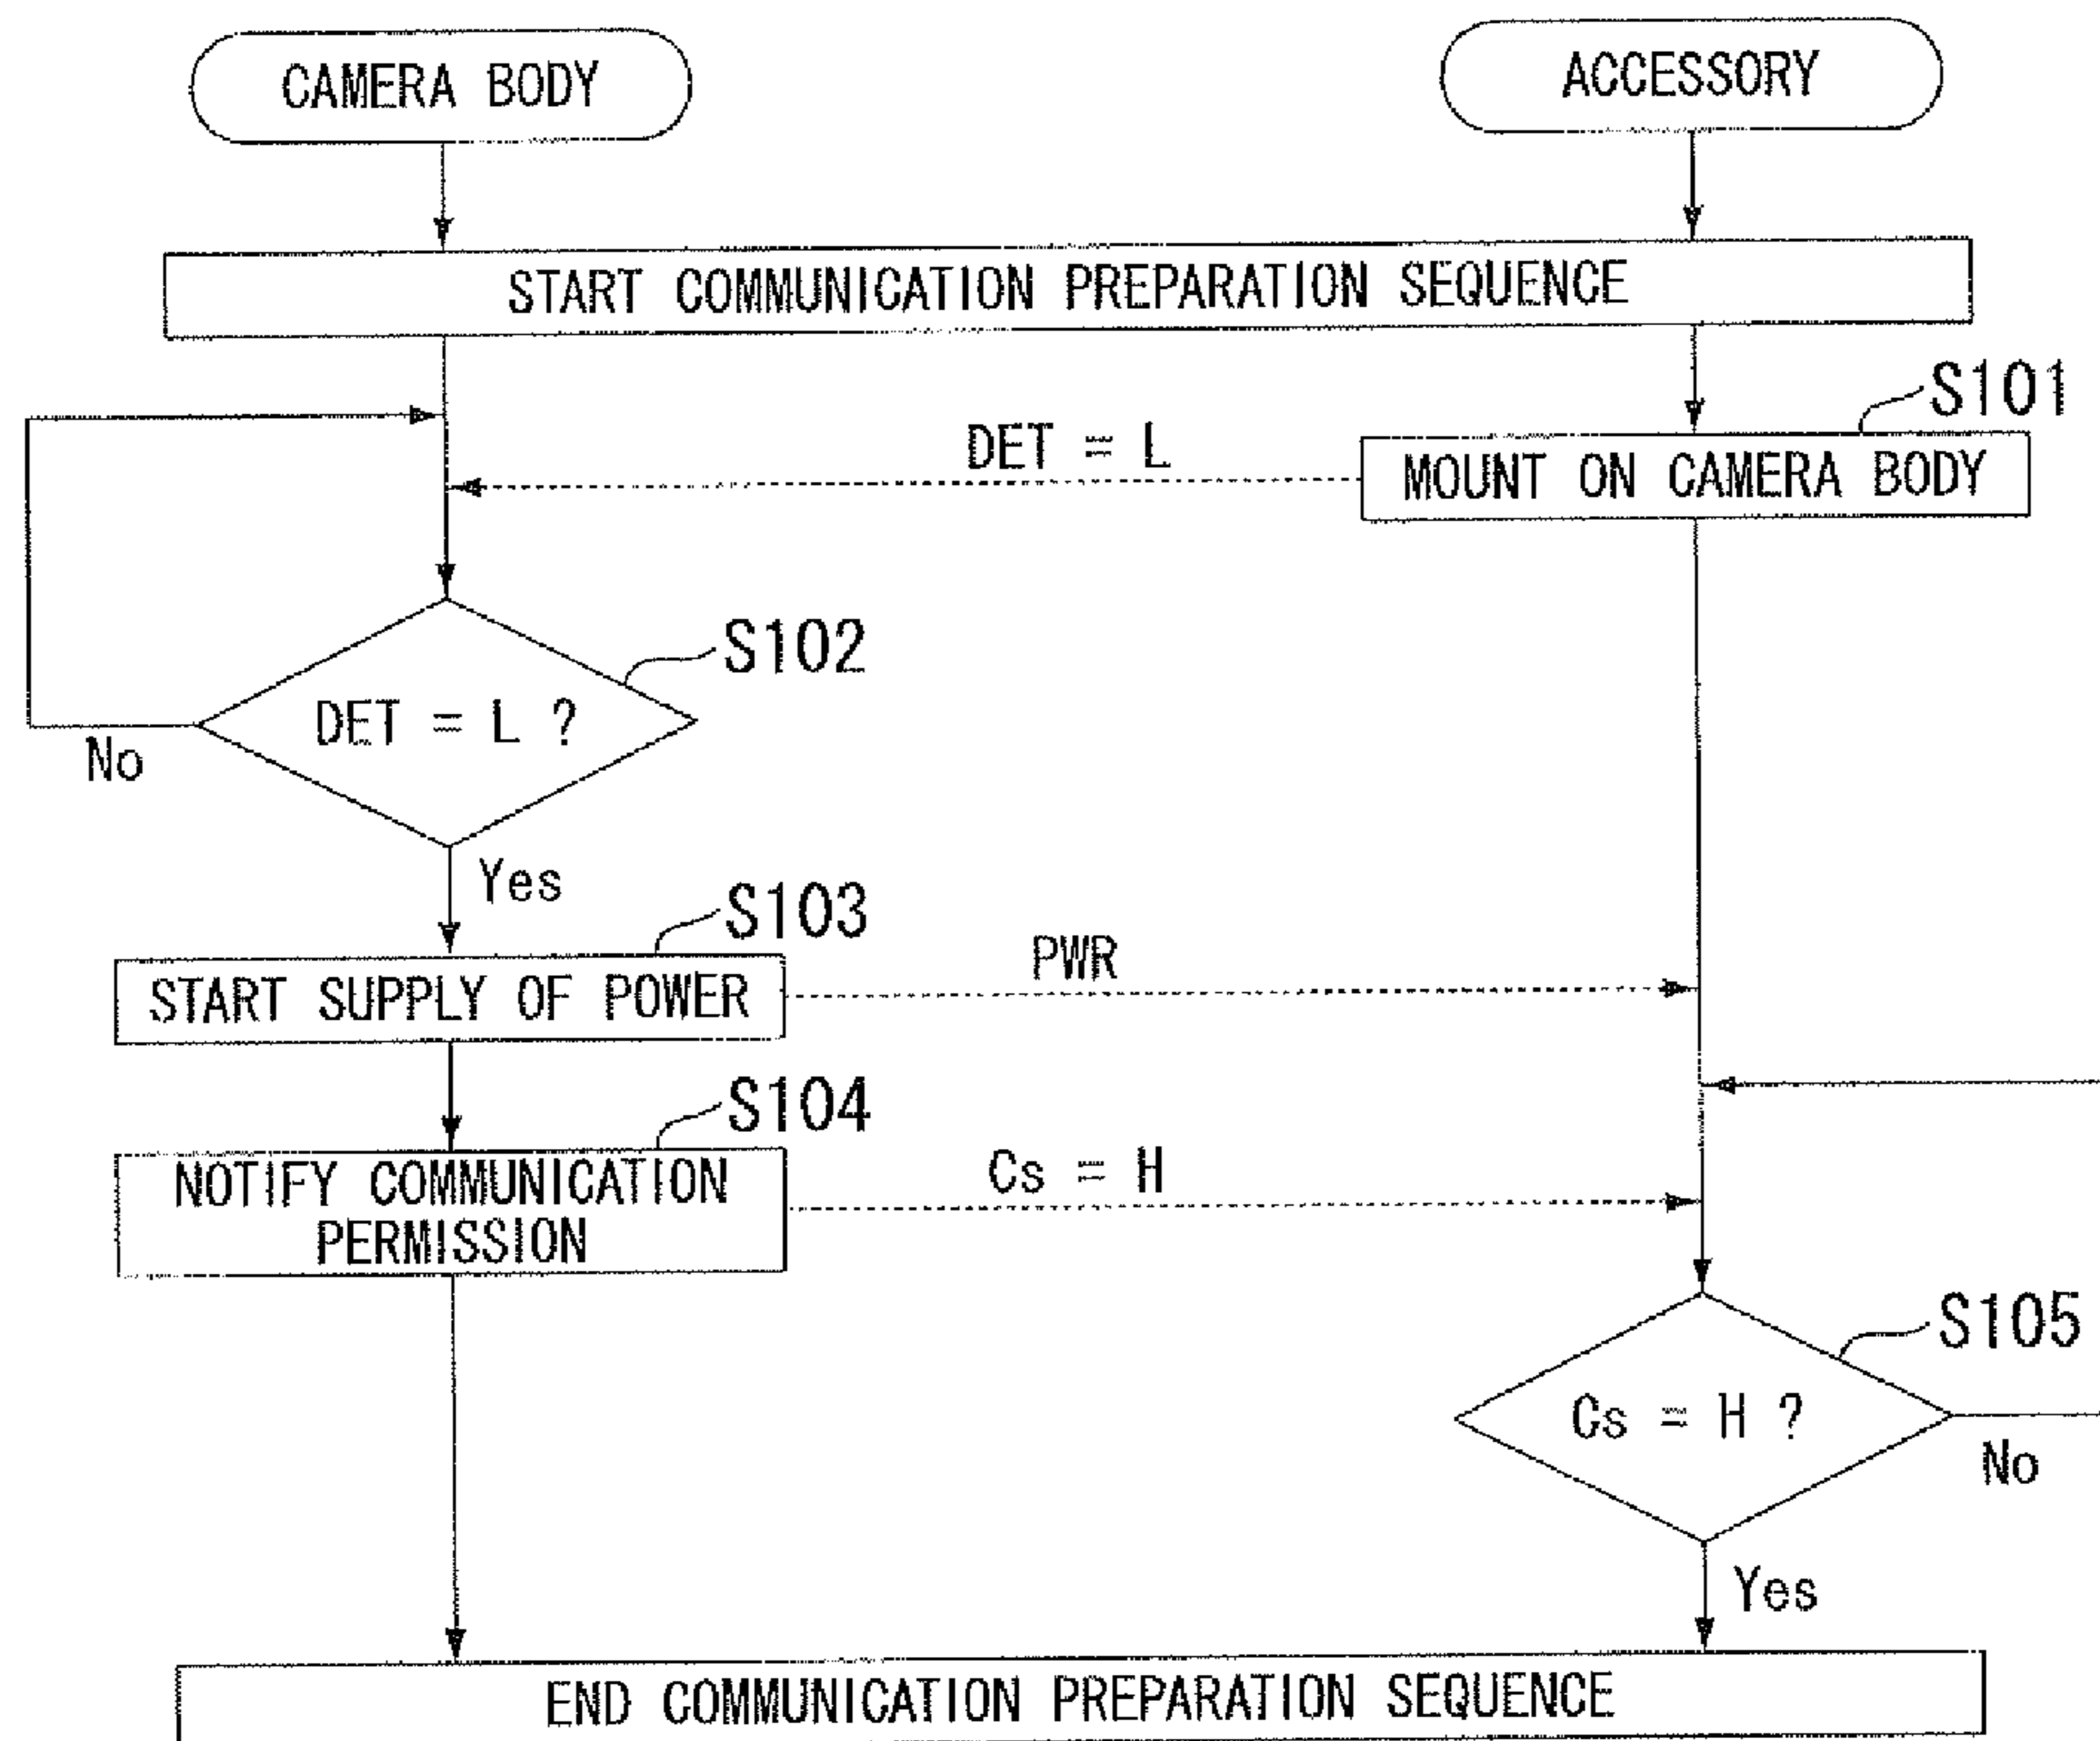 CAMERA BODY
ACCESSORY
START COMMUNICATION PREPARATION SEQUENCE
S101
DET = L
MOUNT ON CAMERA BODY
S102
DET = L ?
No
Yes
S103
START SUPPLY OF POWER
PWR
S104
NOTIFY COMMUNICATION
PERMISSION
Cs = H
S105
Cs = H ?
No
Yes
END COMMUNICATION PREPARATION SEQUENCE